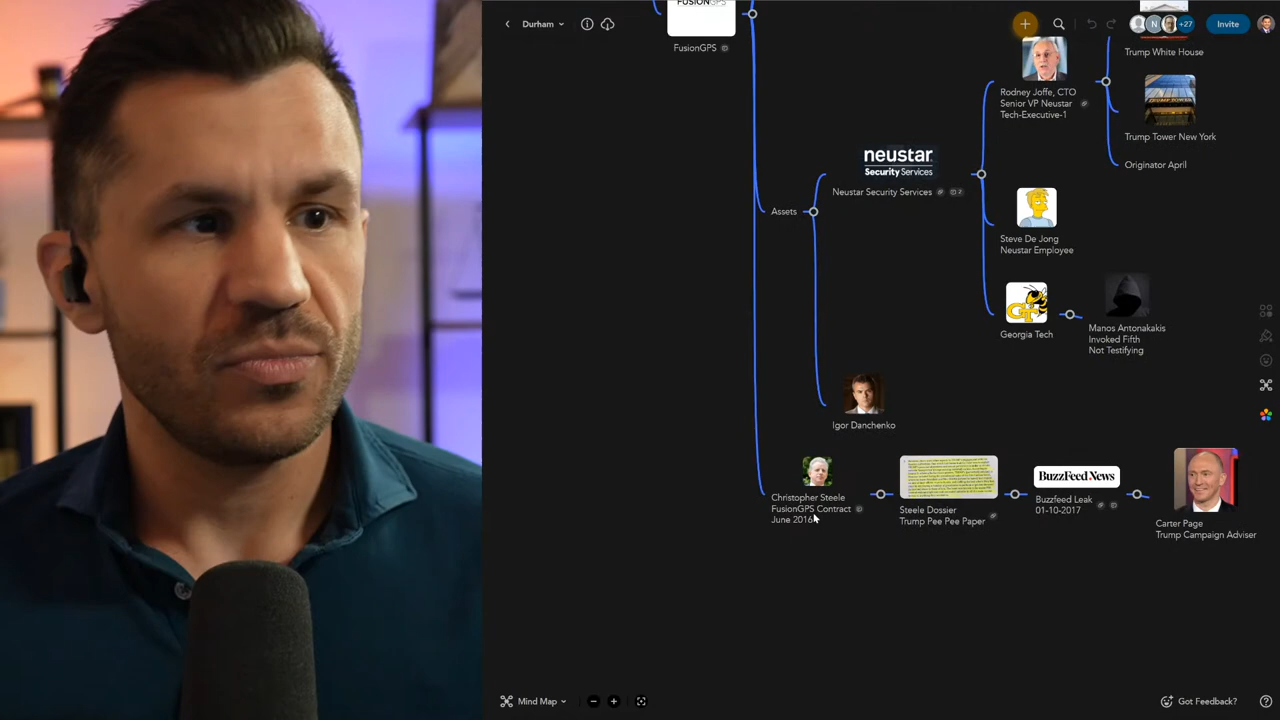 FUSIONGPS
Durham
N
+27
Invite
FusionGPS
Trump White House
Rodney Joffe, CTO
Senior VP Neustar
Tech-Executive-1
Trump Tower New York
Originator April
neustar
Security Services
Neustar Security Services
2
Assets
Steve De Jong
Neustar Employee
GT
Georgia Tech
Manos Antonakakis
Invoked Fifth
Not Testifying
Igor Danchenko
Christopher Steele
FusionGPS Contract
June 2016
Steele Dossier
Trump Pee Pee Paper
BuzzFeed News
Buzzfeed Leak
01-10-2017
Carter Page
Trump Campaign Adviser
Mind Map
Got Feedback?